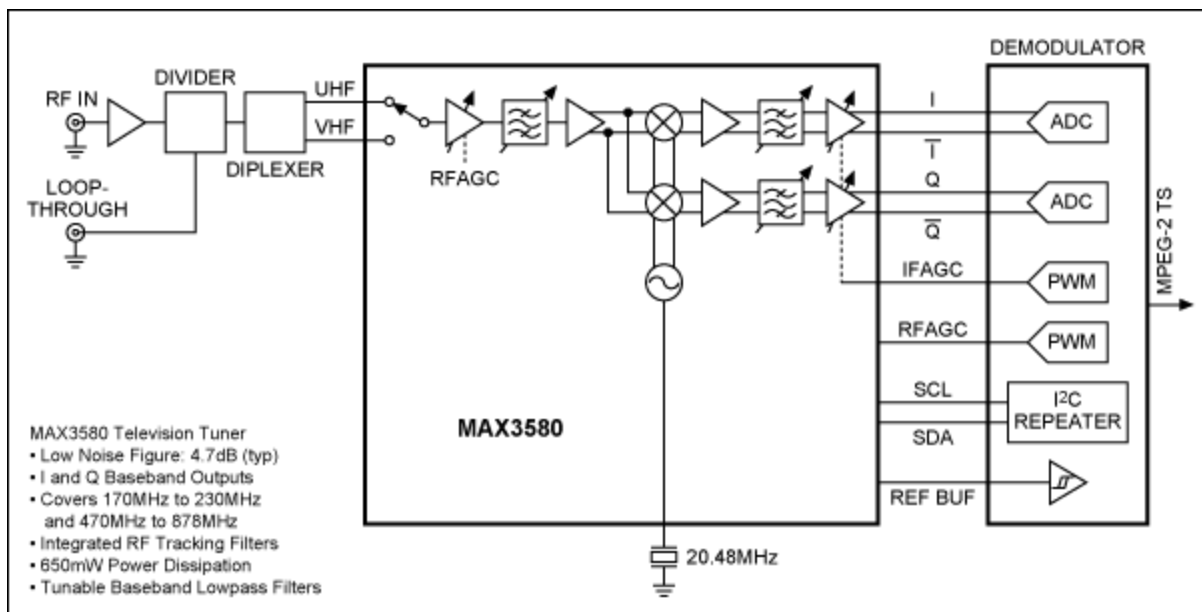 DEMODULATOR
DIVIDER
RF IN
UHF
VHF
DIPLEXER
LOOP-
THROUGH
RFAGC
I
I̅
Q
Q̅
ADC
ADC
IFAGC
PWM
RFAGC
PWM
SCL
SDA
I²C
REPEATER
REF BUF
MPEG-2 TS
MAX3580
20.48MHz
MAX3580 Television Tuner
• Low Noise Figure: 4.7dB (typ)
• I and Q Baseband Outputs
• Covers 170MHz to 230MHz
and 470MHz to 878MHz
• Integrated RF Tracking Filters
• 650mW Power Dissipation
• Tunable Baseband Lowpass Filters